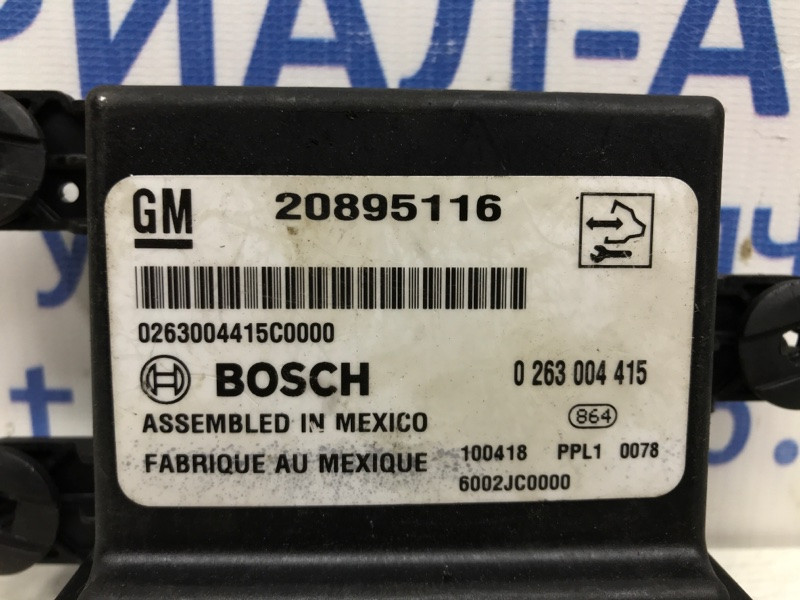 РИАЛ-А
GM 20895116
0263004415C0000
BOSCH 0 263 004 415
ASSEMBLED IN MEXICO 864
FABRIQUE AU MEXIQUE 100418 PPL1 0078
6002JC0000